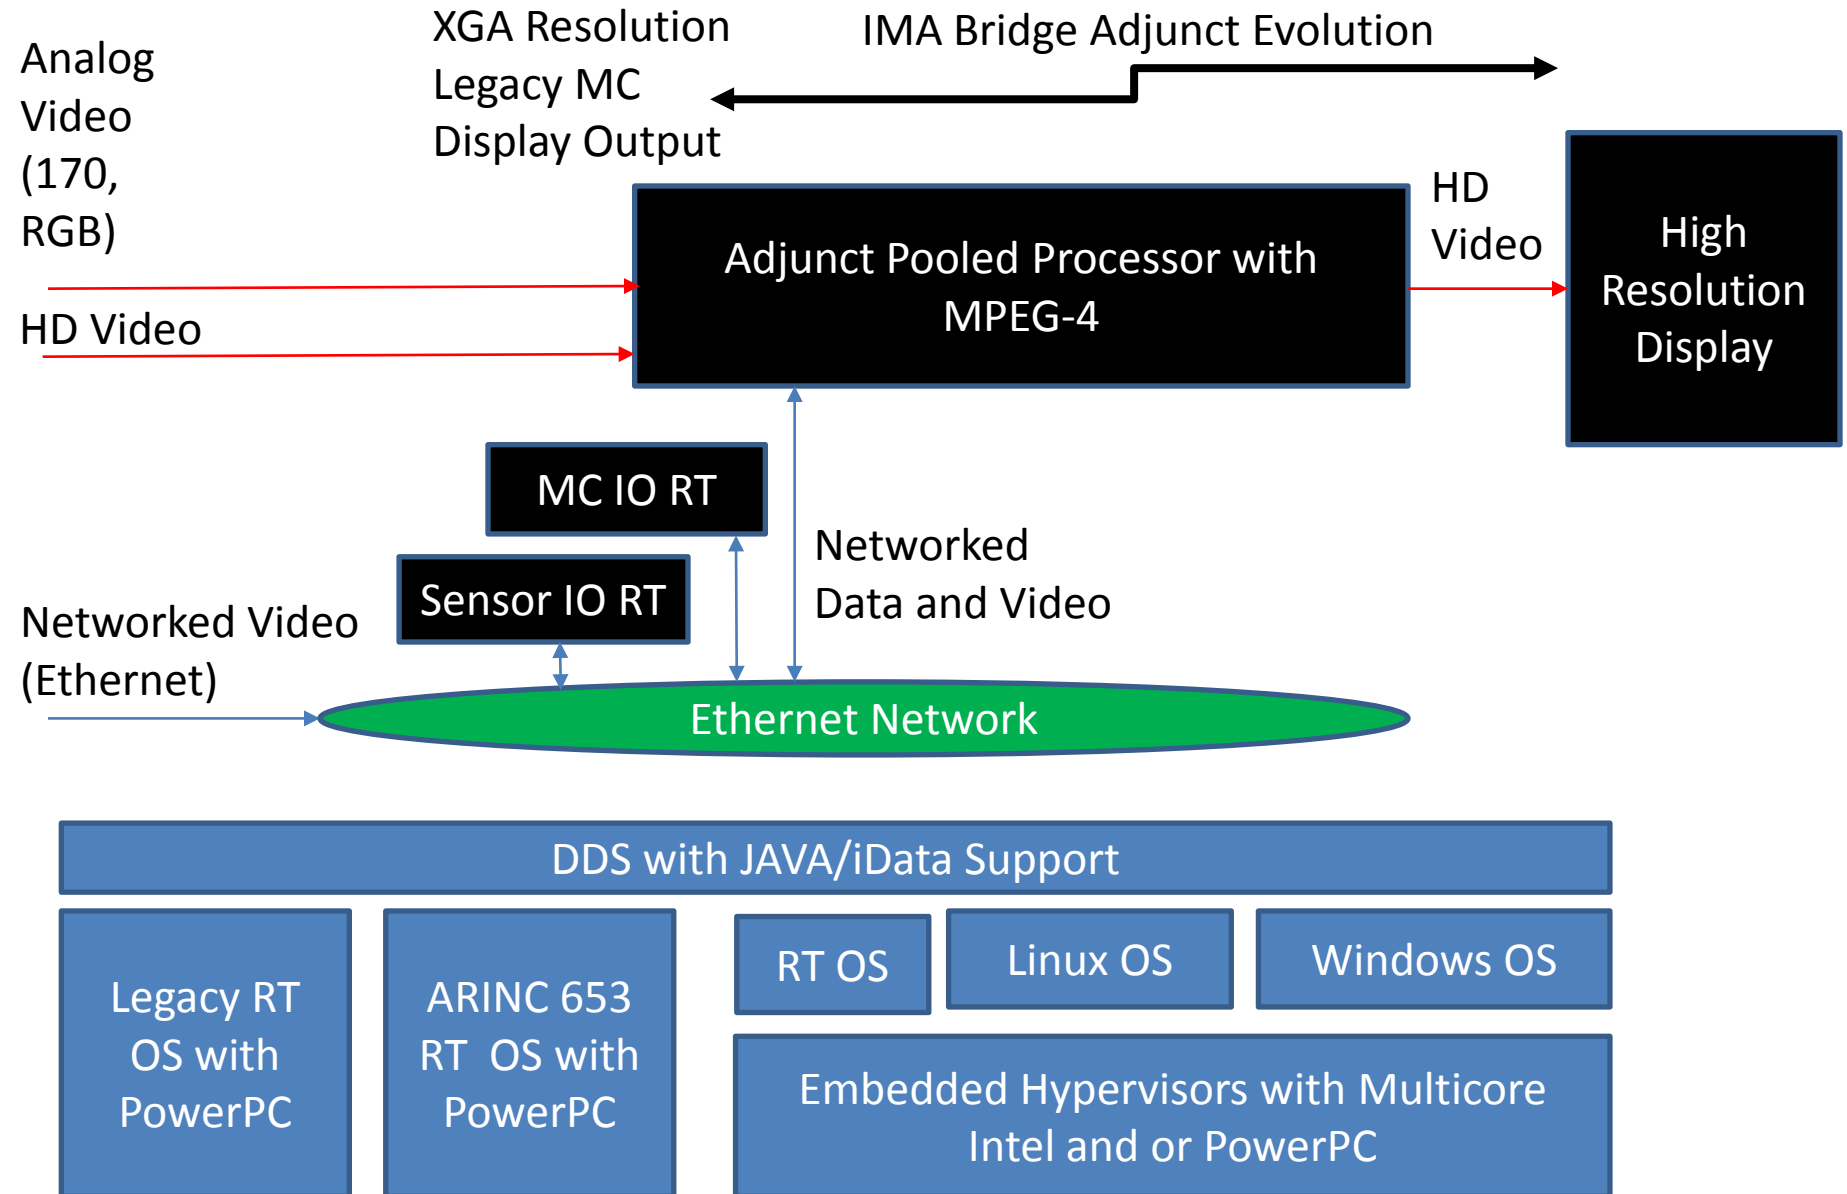 Analog
Video
(170,
RGB)
XGA Resolution
Legacy MC
Display Output
IMA Bridge Adjunct Evolution
HD Video
Adjunct Pooled Processor with
MPEG-4
HD
Video
High
Resolution
Display
MC IO RT
Sensor IO RT
Networked
Data and Video
Networked Video
(Ethernet)
Ethernet Network
DDS with JAVA/iData Support
Legacy RT
OS with
PowerPC
ARINC 653
RT  OS with
PowerPC
RT OS
Linux OS
Windows OS
Embedded Hypervisors with Multicore
Intel and or PowerPC